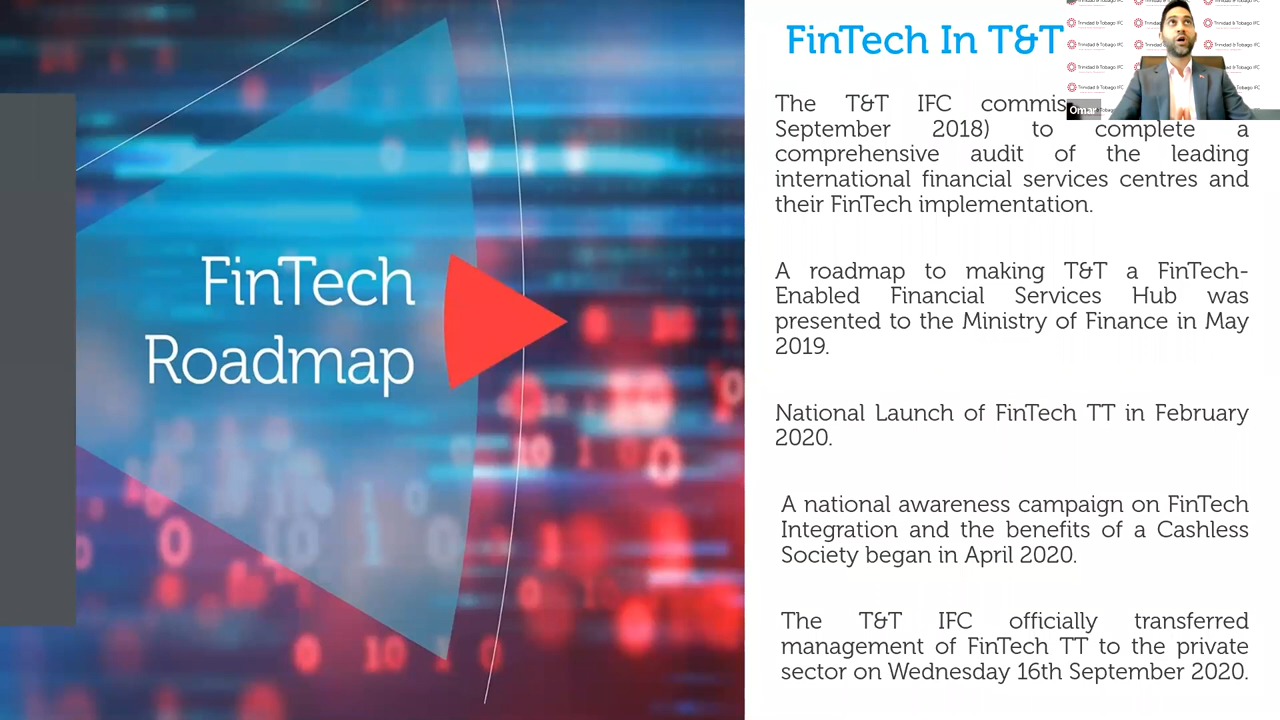 FinTech
Roadmap
FinTech In T&T
The T&T IFC
September 2018) to complete a
comprehensive audit of the leading
international financial services centres and
their FinTech implementation.
A roadmap to making T&T a FinTech-
Enabled Financial Services Hub was
presented to the Ministry of Finance in May
2019.
National Launch of FinTech TT in February
2020.
A national awareness campaign on FinTech
Integration and the benefits of a Cashless
Society began in April 2020.
The T&T IFC officially transferred
management of FinTech TT to the private
sector on Wednesday 16th September 2020.
Trinidad & Tobago IFC
Omar